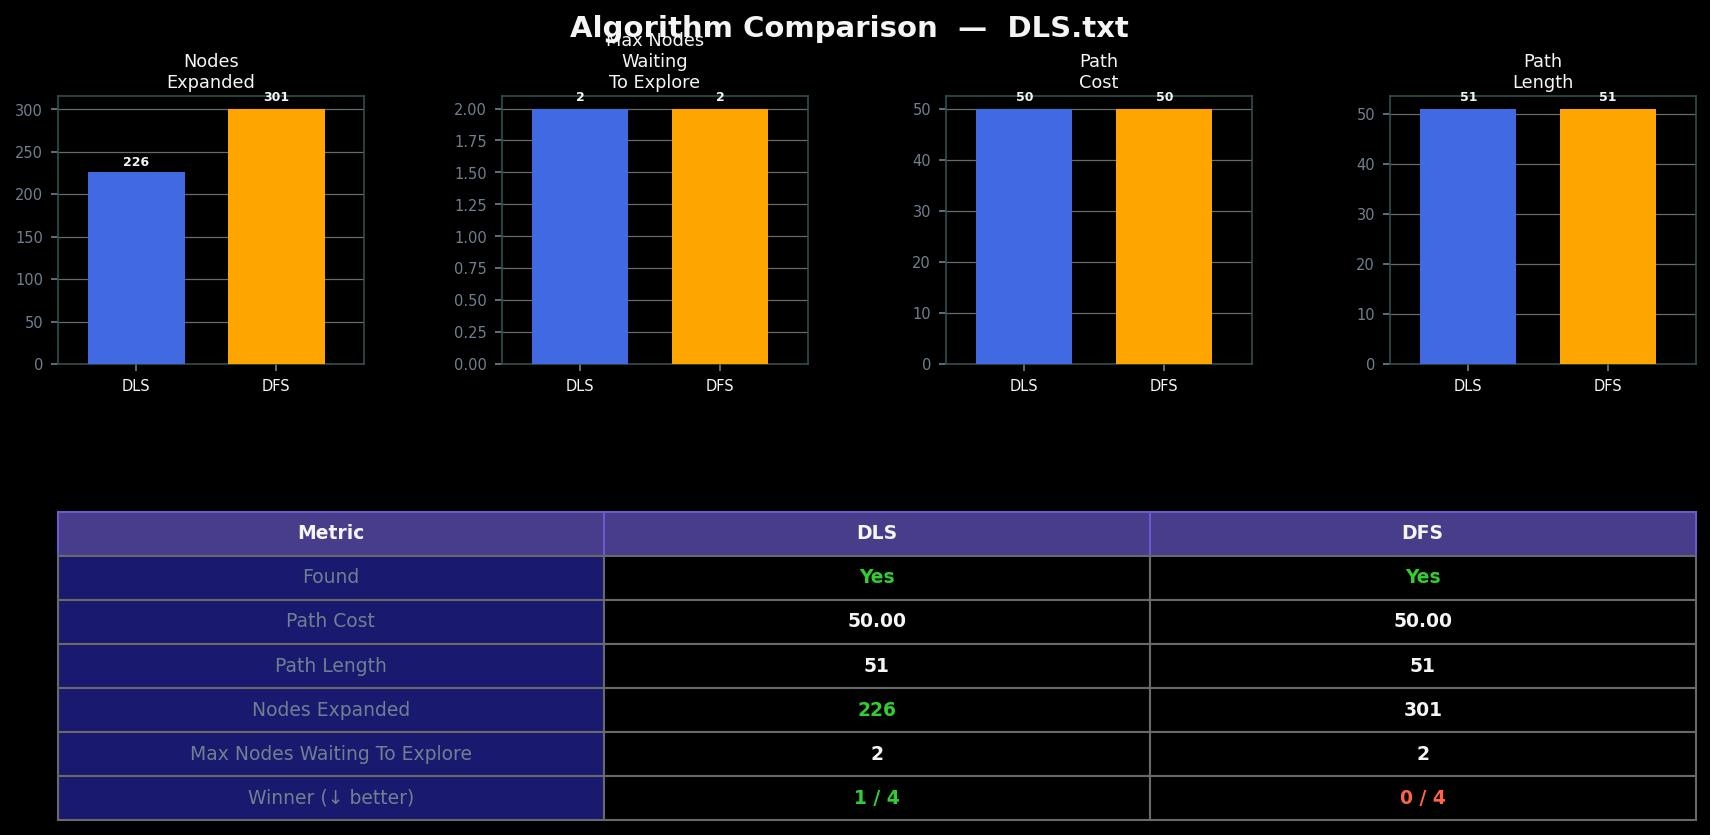 Algorithm Comparison — DLS.txt
Nodes
Expanded
300
250
200
150
100
50
0
226
301
DLS DFS
Max Nodes
Waiting
To Explore
2.00
1.75
1.50
1.25
1.00
0.75
0.50
0.25
0.00
2
2
DLS DFS
Path
Cost
50
40
30
20
10
0
50
50
DLS DFS
Path
Length
50
40
30
20
10
0
51
51
DLS DFS
Metric DLS DFS
Found Yes Yes
Path Cost 50.00 50.00
Path Length 51 51
Nodes Expanded 226 301
Max Nodes Waiting To Explore 2 2
Winner (↓ better) 1 / 4 0 / 4